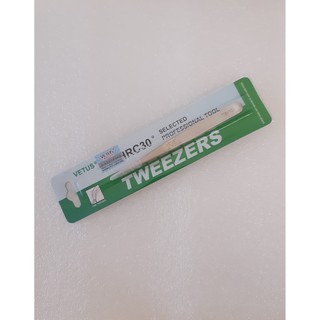 VETUS®
HRC30°
SELECTED
PROFESSIONAL TOOL
TWEEZERS